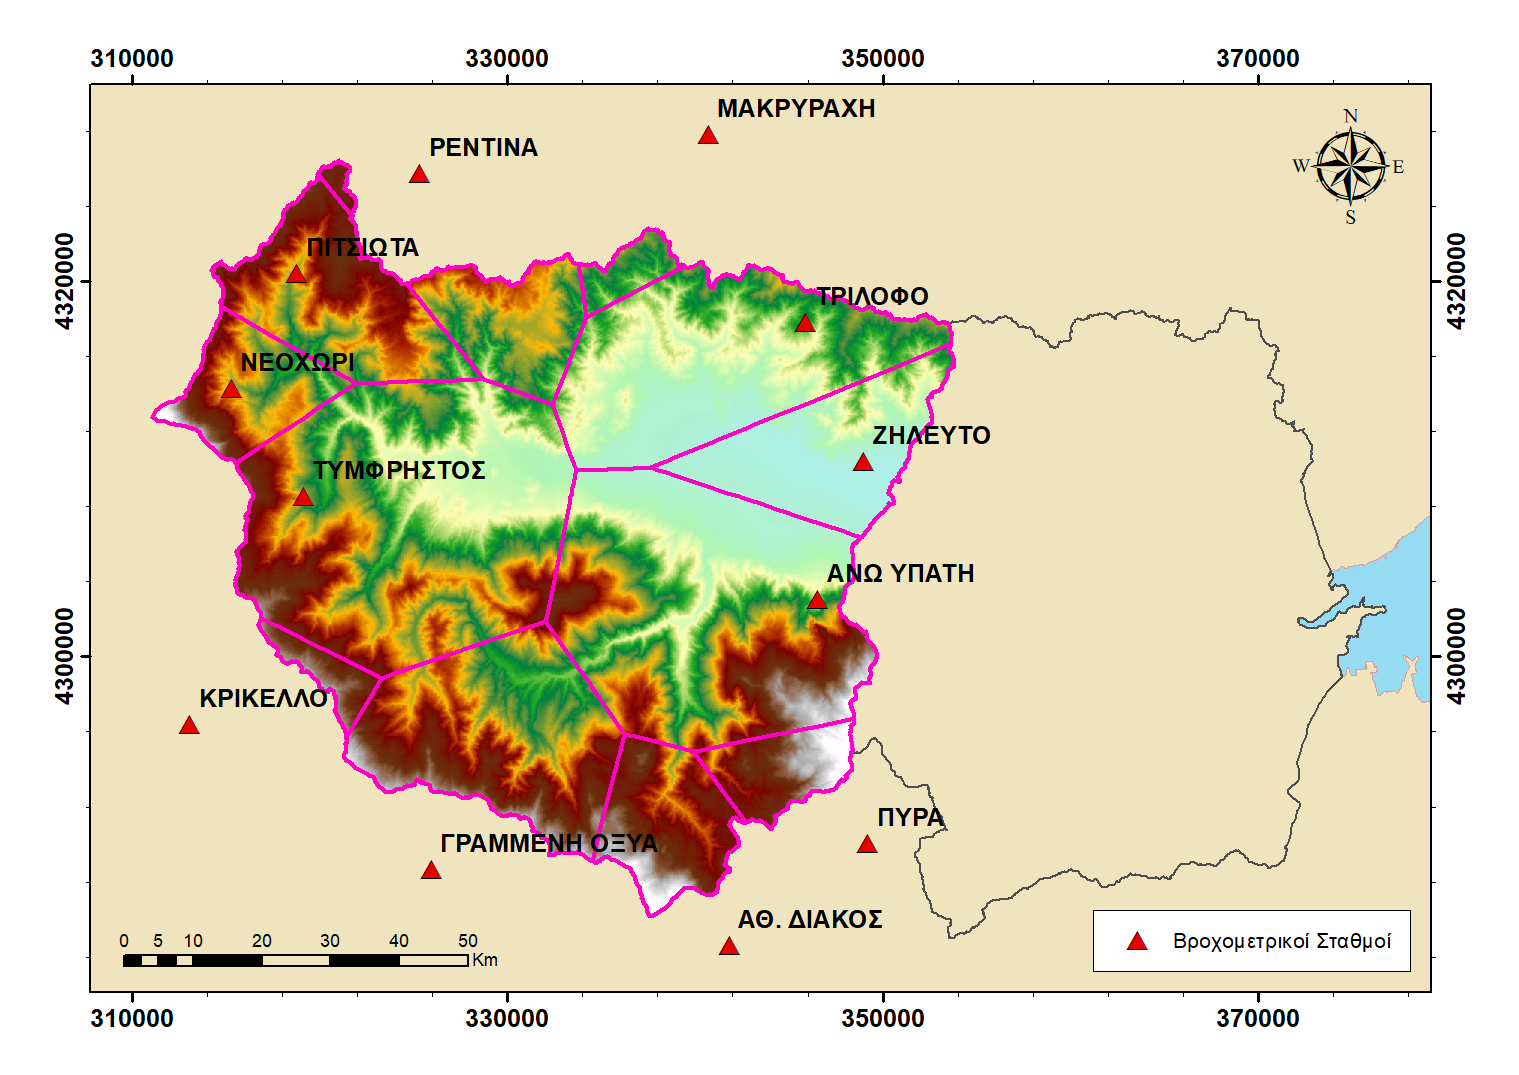 310000 330000 350000 370000
ΜΑΚΡΥΡΑΧΗ
N
ΡΕΝΤΙΝΑ
W E
S
ΠΙΤΣΙΩΤΑ
4320000 4320000
ΤΡΙΛΟΦΟ
ΝΕΟΧΩΡΙ
ΖΗΛΕΥΤΟ
ΤΥΜΦΡΗΣΤΟΣ
ΑΝΩ ΥΠΑΤΗ
4300000 4300000
ΚΡΙΚΕΛΛΟ
ΠΥΡΑ
ΓΡΑΜΜΕΝΗ ΟΞΥΑ
ΑΘ. ΔΙΑΚΟΣ
0 5 10 20 30 40 50
Km
Βροχομετρικοί Σταθμοί
310000 330000 350000 370000